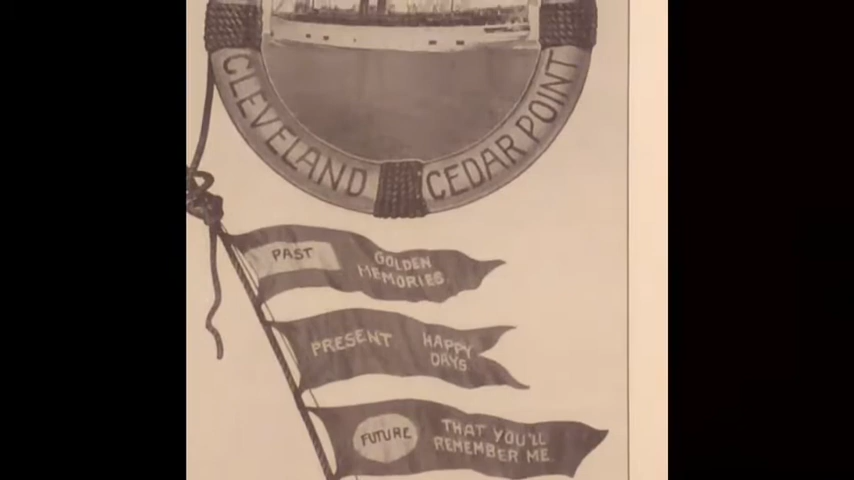 CLEVELAND CEDAR POINT
PAST
GOLDEN
MEMORIES
PRESENT
HAPPY
DAYS
FUTURE
THAT YOU'LL
REMEMBER ME.